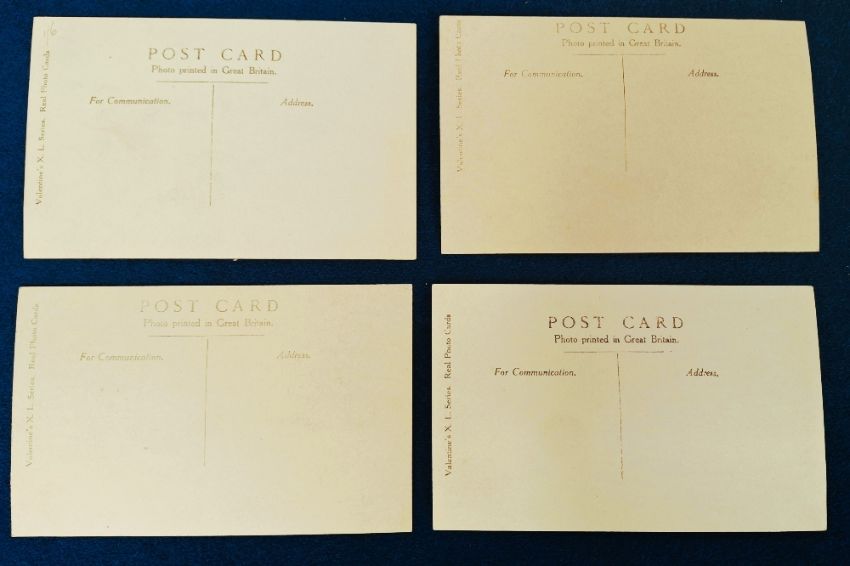 6
POST CARD
Photo printed in Great Britain.
For Communication.
Address.
Valentine's X. L. Series. Real Photo Cards
POST CARD
Photo printed in Great Britain.
For Communication.
Address.
Valentine's X. L. Series. Real Photo Cards
POST CARD
Photo printed in Great Britain.
For Communication.
Address.
Valentine's X. L. Series. Real Photo Cards
POST CARD
Photo printed in Great Britain.
For Communication.
Address.
Valentine's X. L. Series. Real Photo Cards